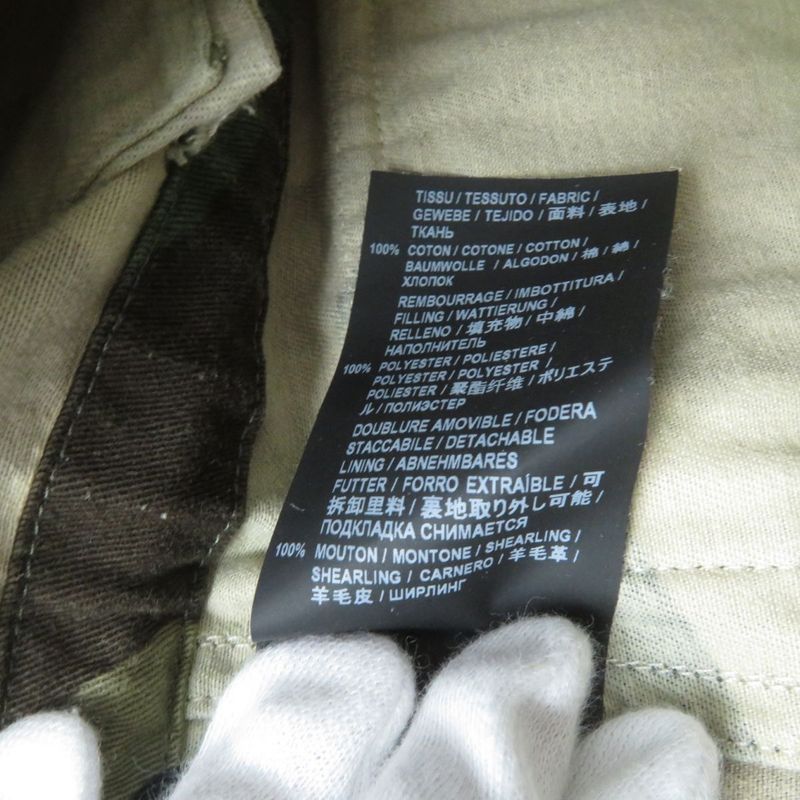 TISSU / TESSUTO / FABRIC /
GEWEBE / TEJIDO / 面料 / 表地 /
ТКАНЬ
100% COTON / COTONE / COTTON /
BAUMWOLLE / ALGODON / 棉 / 綿 /
ХЛОПОК
REMBOURRAGE / IMBOTTITURA /
FILLING / WATTIERUNG /
RELLENO / 填充物 / 中綿 /
НАПОЛНИТЕЛЬ
100% POLYESTER / POLIESTERE /
POLYESTER / POLYESTER /
POLIESTER / 聚酯纤维 / ポリエステ
ル / ПОЛИЭСТЕР
DOUBLURE AMOVIBLE / FODERA
STACCABILE / DETACHABLE
LINING / ABNEHMBARES
FUTTER / FORRO EXTRAÍBLE / 可
拆卸里料 / 裏地取り外し可能 /
ПОДКЛАДКА СНИМАЕТСЯ
100% MOUTON / MONTONE / SHEARLING /
SHEARLING / CARNERO / 羊毛革 /
羊毛皮 / ШИРЛИНГ